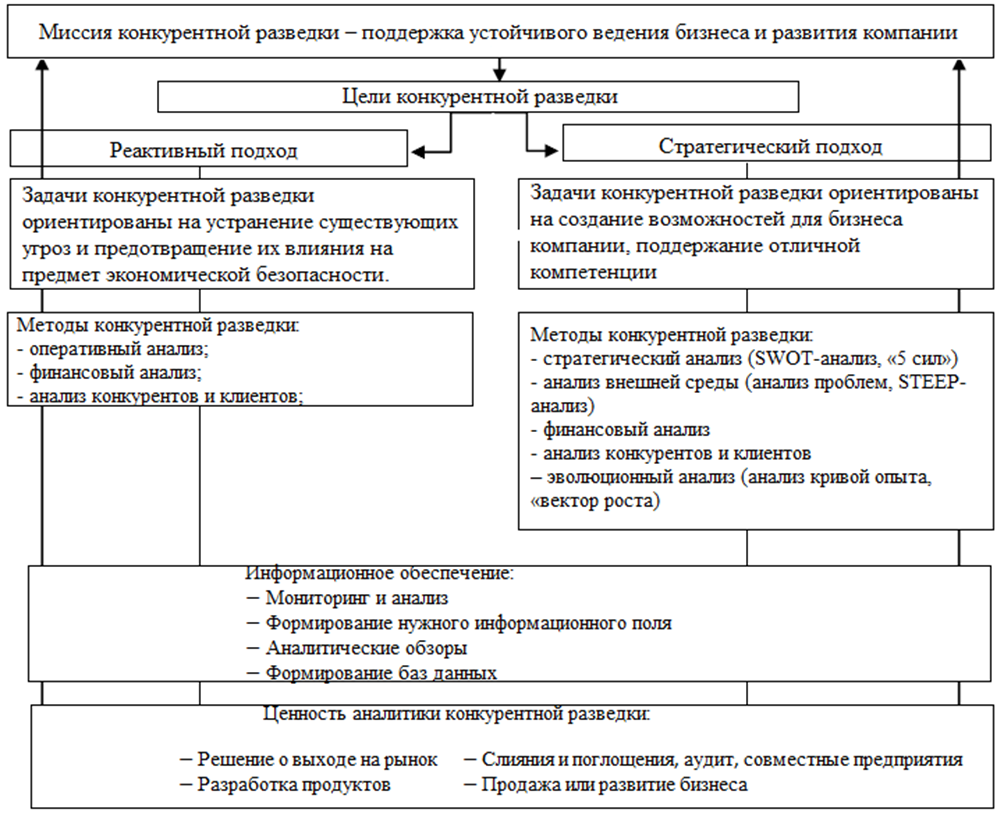 Миссия конкурентной разведки – поддержка устойчивого ведения бизнеса и развития компании
Цели конкурентной разведки
Реактивный подход
Стратегический подход
Задачи конкурентной разведки
ориентированы на устранение существующих
угроз и предотвращение их влияния на
предмет экономической безопасности.
Задачи конкурентной разведки ориентированы
на создание возможностей для бизнеса
компании, поддержание отличной
компетенции
Методы конкурентной разведки:
- оперативный анализ;
- финансовый анализ;
- анализ конкурентов и клиентов;
Методы конкурентной разведки:
- стратегический анализ (SWOT-анализ, «5 сил»)
- анализ внешней среды (анализ проблем, STEEP-
анализ)
- финансовый анализ
- анализ конкурентов и клиентов
– эволюционный анализ (анализ кривой опыта,
«вектор роста)
Информационное обеспечение:
– Мониторинг и анализ
– Формирование нужного информационного поля
– Аналитические обзоры
– Формирование баз данных
Ценность аналитики конкурентной разведки:
– Решение о выходе на рынок – Слияния и поглощения, аудит, совместные предприятия
– Разработка продуктов – Продажа или развитие бизнеса